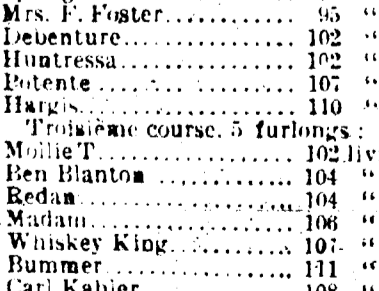 Mrs. F. Foster............ 95 "
Debenture............... 102 "
Huntressa............... 102 "
Potente............... 107 "
Hargis............... 110 "
Troisième course. 5 furlongs :
Mollie T............... 102 liv
Ben Blanton............ 104 "
Redan............... 104 "
Madam............... 106 "
Whiskey King............ 107 "
Bummer............... 111 "
Carl Kahler............ 108 "